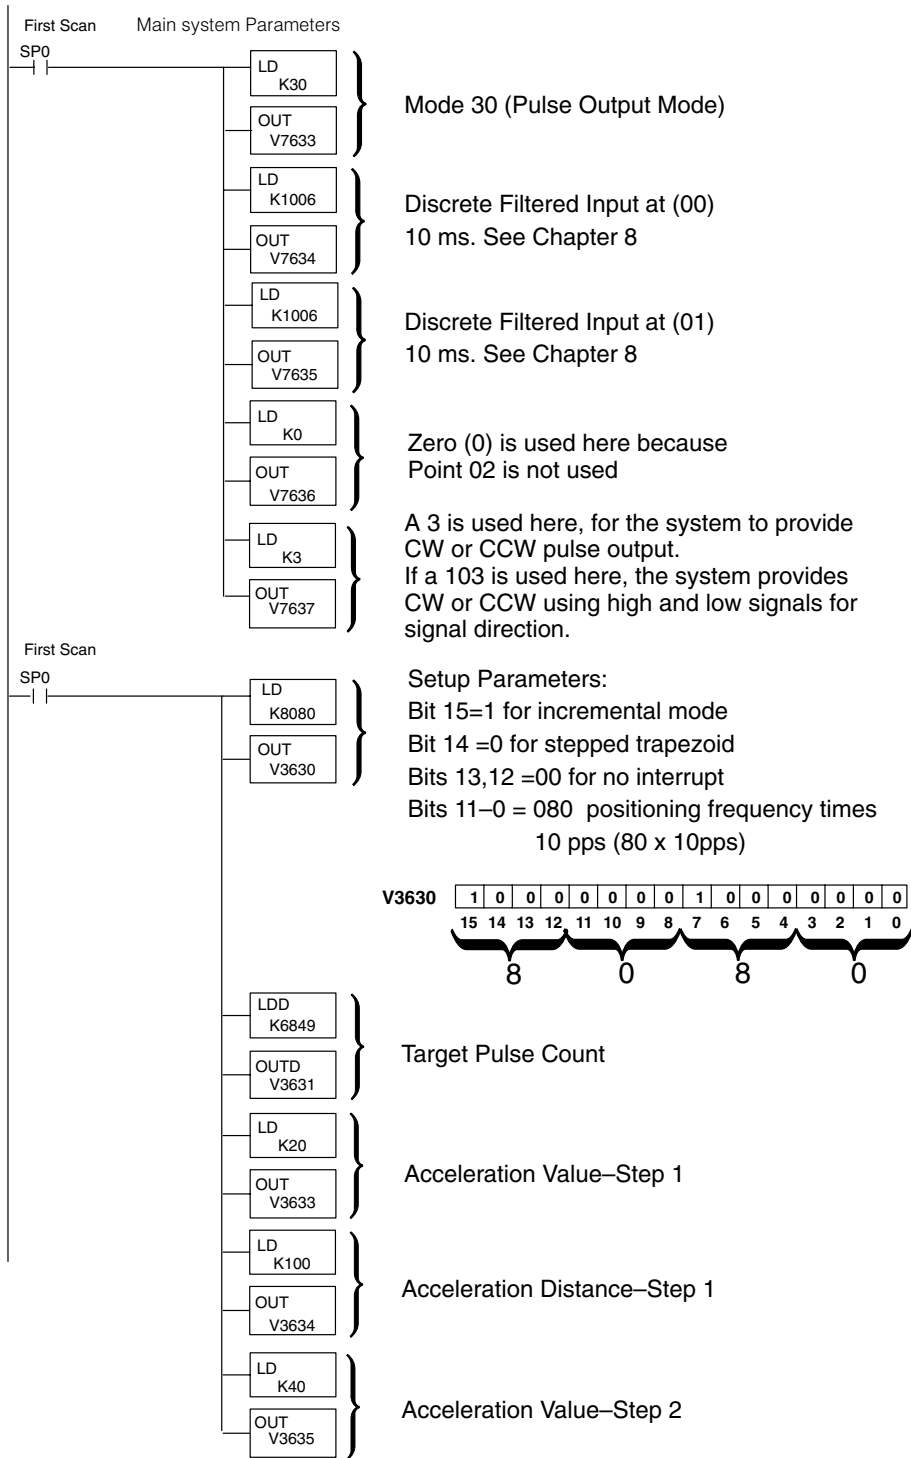 First Scan Main system Parameters
SP0
LD
K30
Mode 30 (Pulse Output Mode)
OUT
V7633
LD
K1006
Discrete Filtered Input at (00)
10 ms. See Chapter 8
OUT
V7634
LD
K1006
Discrete Filtered Input at (01)
10 ms. See Chapter 8
OUT
V7635
LD
K0
Zero (0) is used here because
Point 02 is not used
OUT
V7636
LD
K3
A 3 is used here, for the system to provide
CW or CCW pulse output.
If a 103 is used here, the system provides
CW or CCW using high and low signals for
signal direction.
OUT
V7637
First Scan
SP0
LD
K8080
OUT
V3630
Setup Parameters:
Bit 15=1 for incremental mode
Bit 14 =0 for stepped trapezoid
Bits 13,12 =00 for no interrupt
Bits 11–0 = 080 positioning frequency times
10 pps (80 x 10pps)
V3630 1 0 0 0 0 0 0 0 1 0 0 0 0 0 0 0
15 14 13 12 11 10 9 8 7 6 5 4 3 2 1 0
8 0 8 0
LDD
K6849
Target Pulse Count
OUTD
V3631
LD
K20
Acceleration Value–Step 1
OUT
V3633
LD
K100
Acceleration Distance–Step 1
OUT
V3634
LD
K40
Acceleration Value–Step 2
OUT
V3635